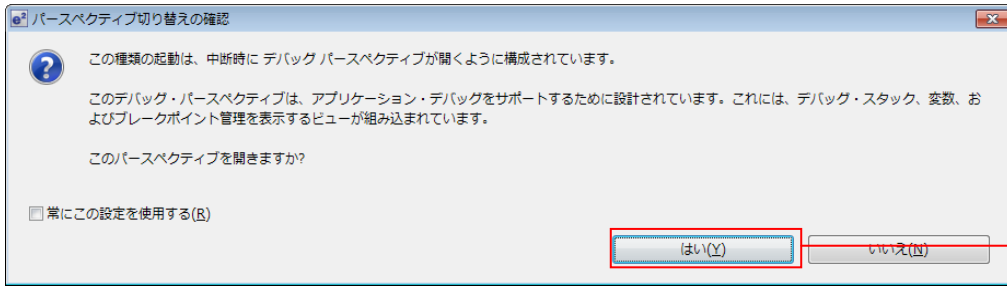 e² パースペクティブ切り替えの確認
この種類の起動は、中断時に デバッグ パースペクティブが開くように構成されています。
このデバッグ・パースペクティブは、アプリケーション・デバッグをサポートするために設計されています。これには、デバッグ・スタック、変数、お
よびブレークポイント管理を表示するビューが組み込まれています。
このパースペクティブを開きますか?
常にこの設定を使用する(R)
はい(Y) いいえ(N)